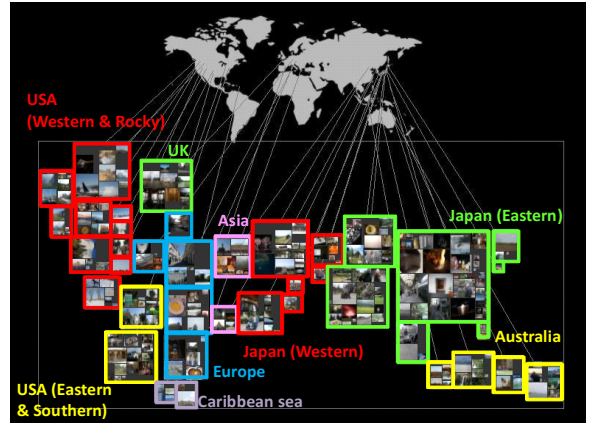 USA
(Western & Rocky)
UK
Asia
Japan (Eastern)
Japan (Western)
Australia
Europe
USA (Eastern
& Southern)
Caribbean sea